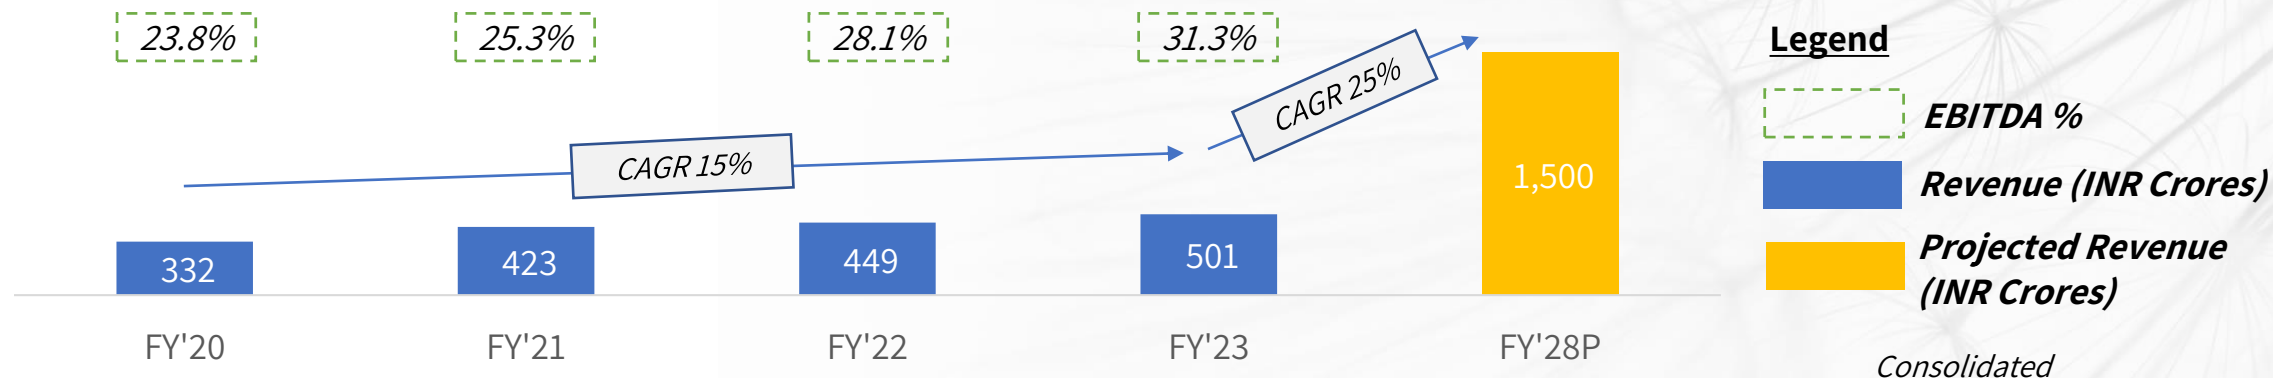 23.8%
25.3%
28.1%
31.3%
CAGR 15%
CAGR 25%
332
423
449
501
1,500
FY'20
FY'21
FY'22
FY'23
FY'28P
Legend
EBITDA %
Revenue (INR Crores)
Projected Revenue
(INR Crores)
Consolidated